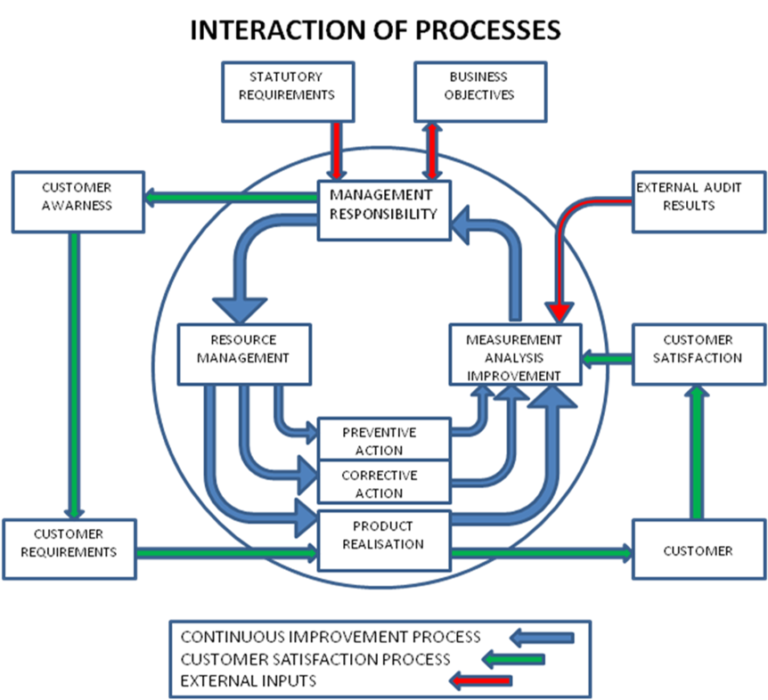 INTERACTION OF PROCESSES
STATUTORY
REQUIREMENTS
BUSINESS
OBJECTIVES
CUSTOMER
AWARNESS
MANAGEMENT
RESPONSIBILITY
EXTERNAL AUDIT
RESULTS
RESOURCE
MANAGEMENT
MEASUREMENT
ANALYSIS
IMPROVEMENT
CUSTOMER
SATISFACTION
PREVENTIVE
ACTION
CORRECTIVE
ACTION
CUSTOMER
REQUIREMENTS
PRODUCT
REALISATION
CUSTOMER
CONTINUOUS IMPROVEMENT PROCESS
CUSTOMER SATISFACTION PROCESS
EXTERNAL INPUTS